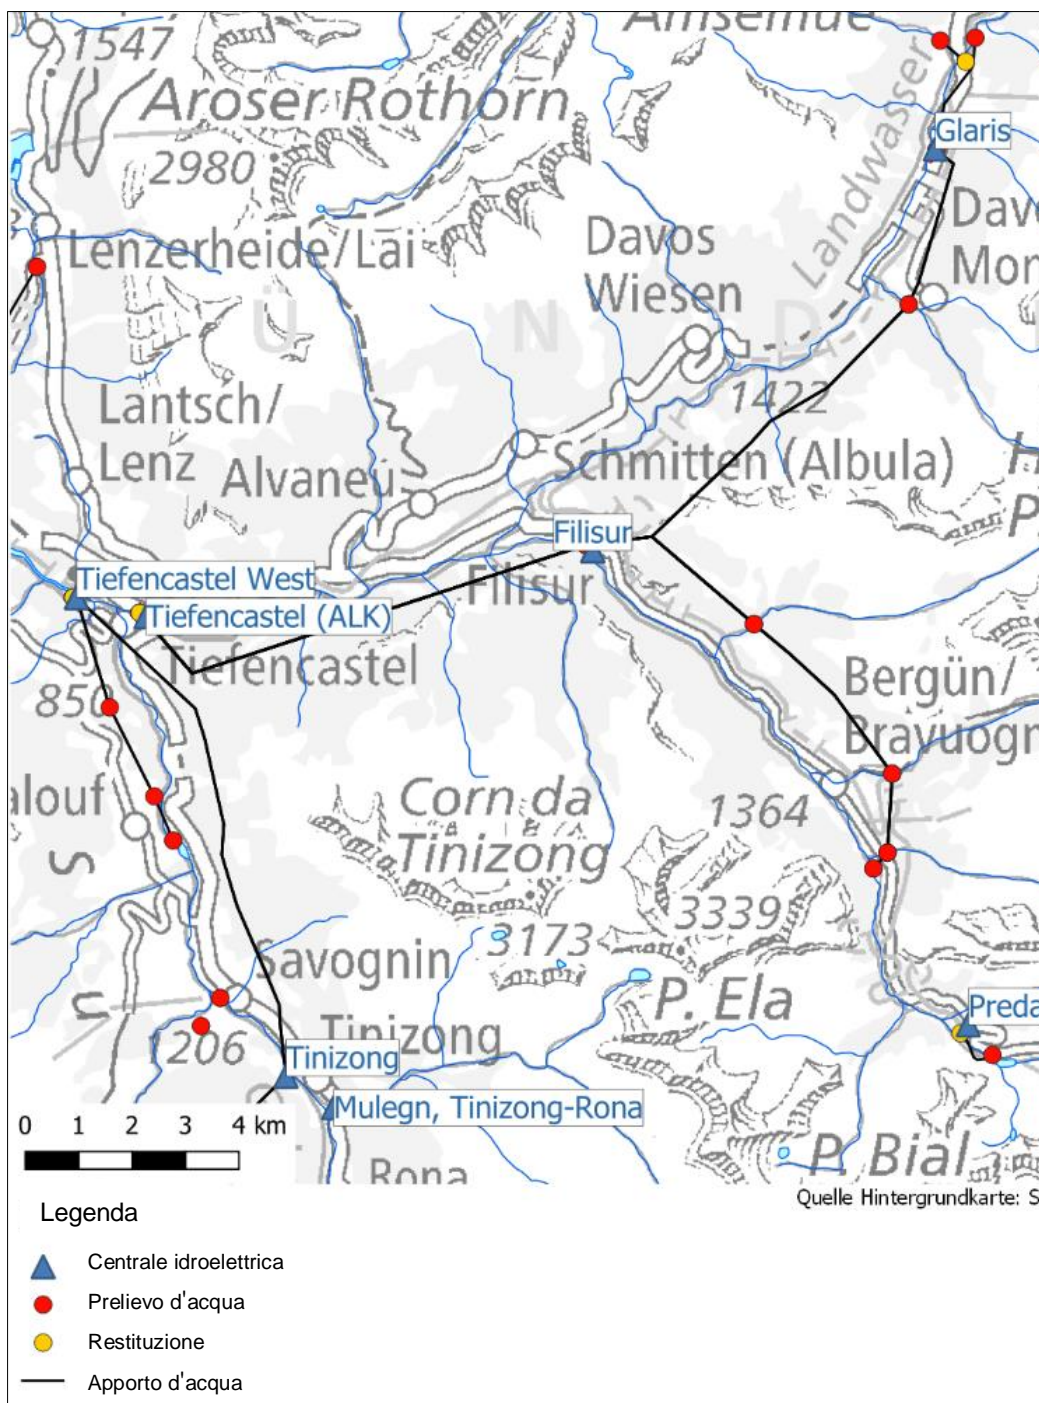 1547
Aroser Rothorn
2980
Landwasser
Glaris
Lenzerheide/Lai
Davos
Wiesen
Ü N D
1422
Lantsch/
Lenz
Alvaneu
Schmitten (Albula)
Filisur
Filisur
Tiefencastel West
Tiefencastel (ALK)
Tiefencastel
850
Bergün/
Corn da
Tinizong
1364
3339
3173
Savognin
P. Ela
Preda
Tinizong
1206
Tinizong
Mulegn, Tinizong-Rona
Rona
P. Bial
0 1 2 3 4 km
Quelle Hintergrundkarte: S
Legenda
Centrale idroelettrica
Prelievo d'acqua
Restituzione
Apporto d'acqua